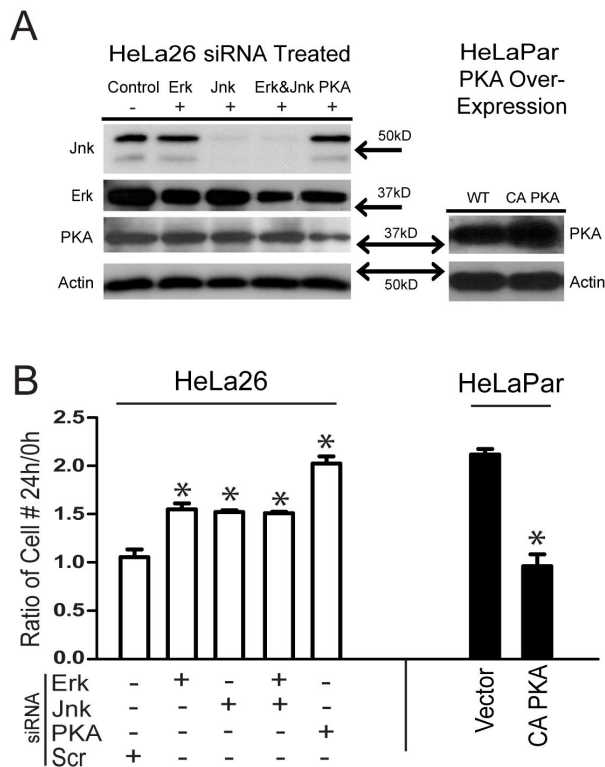 A
HeLa26 siRNA Treated
HeLaPar
PKA Over-
Expression
Control Erk Jnk Erk&Jnk PKA
- + + + +
Jnk
50kD
Erk
37kD
WT CA PKA
PKA
37kD
PKA
Actin
50kD
Actin
B
HeLa26
HeLaPar
Ratio of Cell # 24h/0h
2.5
2.0
1.5
1.0
0.5
0.0
* * * * *
siRNA
Erk - + - + -
Jnk - - + + -
PKA - - - - +
Scr + - - - -
Vector
CA PKA